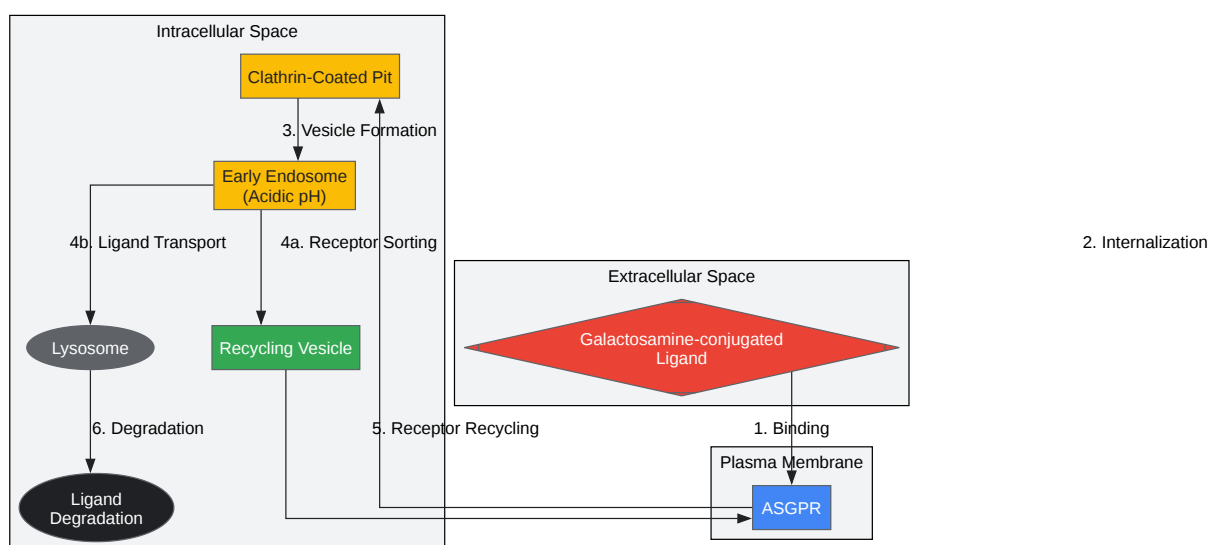 Intracellular Space
Clathrin-Coated Pit
3. Vesicle Formation
Early Endosome
(Acidic pH)
4b. Ligand Transport
4a. Receptor Sorting
2. Internalization
Extracellular Space
Galactosamine-conjugated
Ligand
Lysosome
Recycling Vesicle
6. Degradation
5. Receptor Recycling
1. Binding
Plasma Membrane
Ligand
Degradation
ASGPR